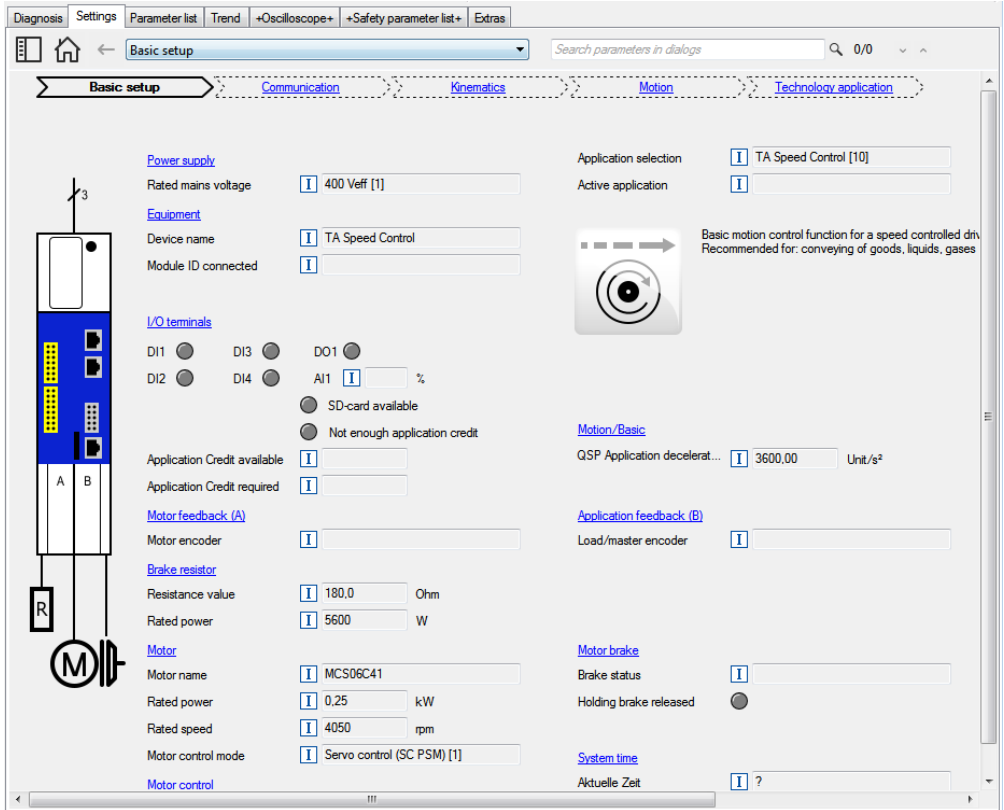 Diagnosis Settings Parameter list Trend +Oscilloscope+ +Safety parameter list+ Extras
Basic setup Search parameters in dialogs 0/0
Basic setup Communication Kinematics Motion Technology application
Power supply
Rated mains voltage I 400 Veff [1]
Equipment
Device name I TA Speed Control
Module ID connected I
I/O terminals
DI1 DI3 DO1
DI2 DI4 AI1 I %
SD-card available
Not enough application credit
Application Credit available I
Application Credit required I
Motor feedback (A)
Motor encoder I
Brake resistor
Resistance value I 180,0 Ohm
Rated power I 5600 W
Motor
Motor name I MCS06C41
Rated power I 0,25 kW
Rated speed I 4050 rpm
Motor control mode I Servo control (SC PSM) [1]
Motor control
3
A B
R
M
Application selection I TA Speed Control [10]
Active application I
Basic motion control function for a speed controlled driv
Recommended for: conveying of goods, liquids, gases
Motion/Basic
QSP Application decelerat... I 3600,00 Unit/s²
Application feedback (B)
Load/master encoder I
Motor brake
Brake status I
Holding brake released
System time
Aktuelle Zeit I ?